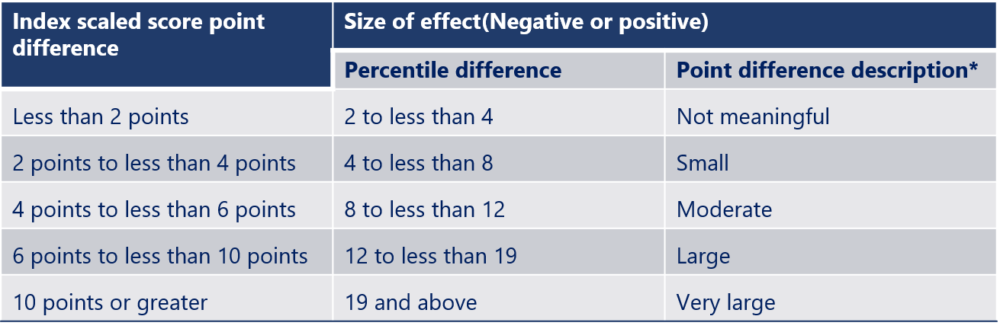 Index scaled score point
difference
Size of effect(Negative or positive)
Percentile difference
Point difference description*
Less than 2 points
2 to less than 4
Not meaningful
2 points to less than 4 points
4 to less than 8
Small
4 points to less than 6 points
8 to less than 12
Moderate
6 points to less than 10 points
12 to less than 19
Large
10 points or greater
19 and above
Very large